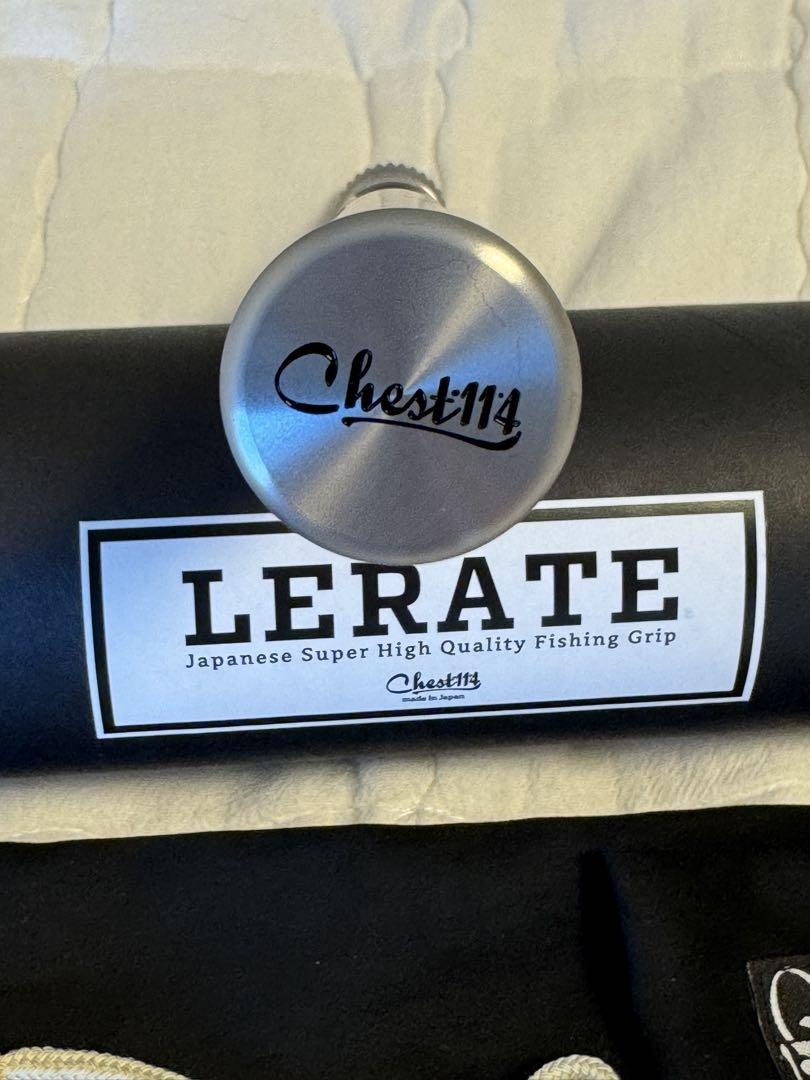 Chest114
LERATE
Japanese Super High Quality Fishing Grip
Chest114
made in Japan